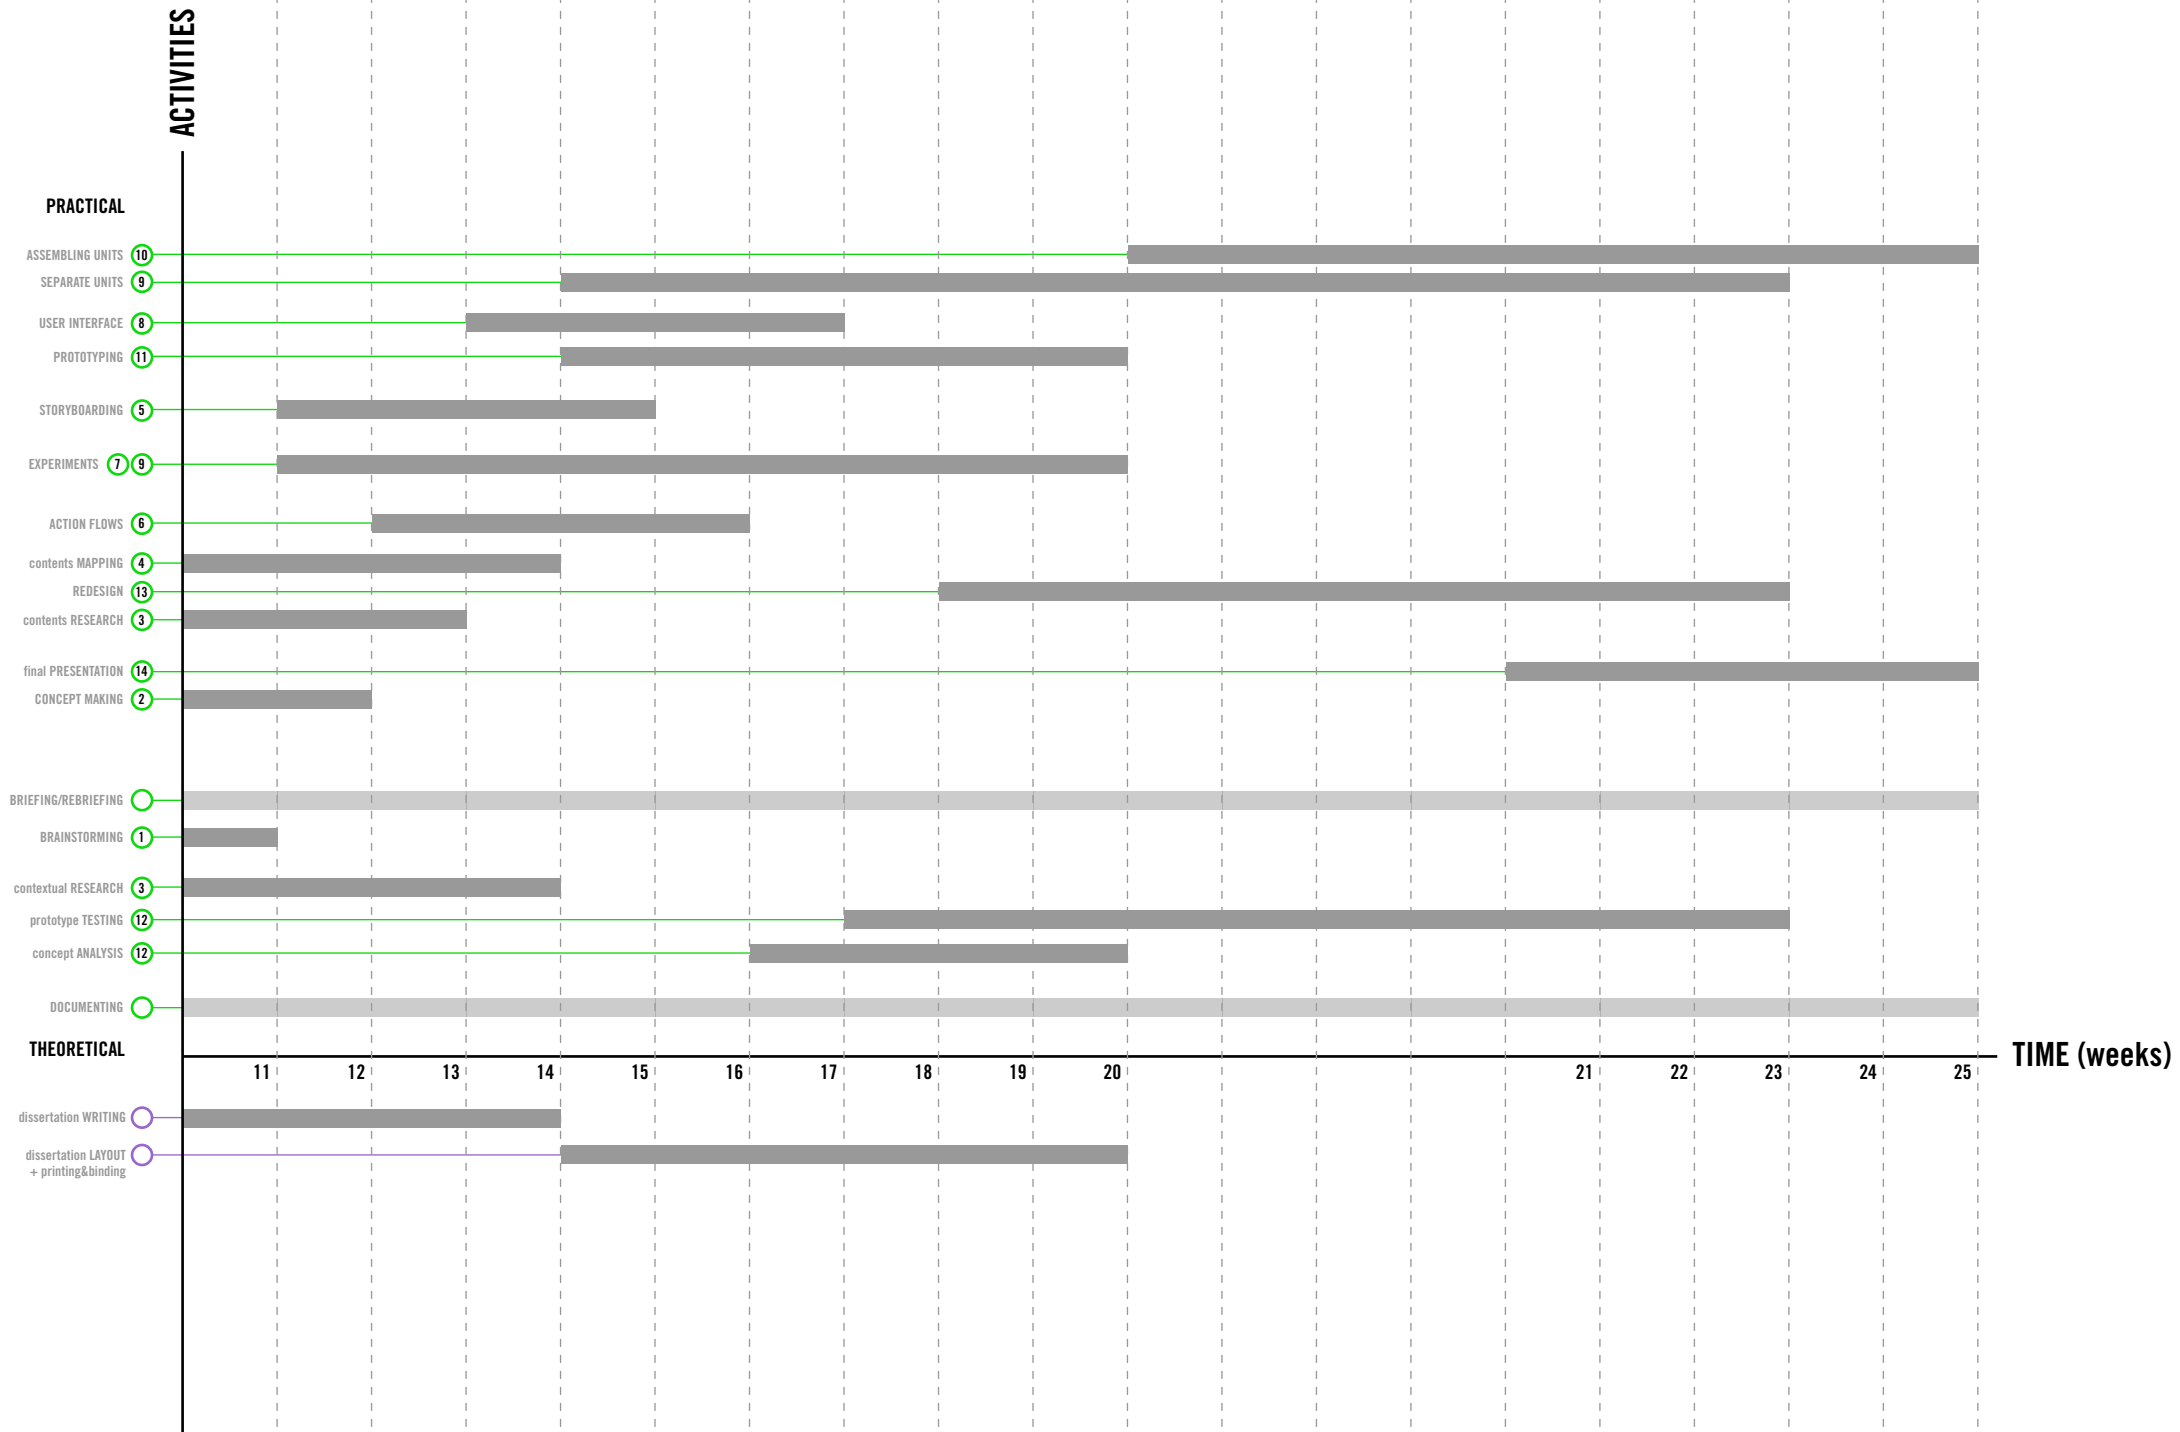 ACTIVITIES
PRACTICAL
ASSEMBLING UNITS 10
SEPARATE UNITS 9
USER INTERFACE 8
PROTOTYPING 11
STORYBOARDING 5
EXPERIMENTS 7 9
ACTION FLOWS 6
contents MAPPING 4
REDESIGN 13
contents RESEARCH 3
final PRESENTATION 14
CONCEPT MAKING 2
BRIEFING/REBRIEFING
BRAINSTORMING 1
contextual RESEARCH 3
prototype TESTING 12
concept ANALYSIS 12
DOCUMENTING
THEORETICAL
TIME (weeks)
11 12 13 14 15 16 17 18 19 20 21 22 23 24 25
dissertation WRITING
dissertation LAYOUT
+ printing&binding